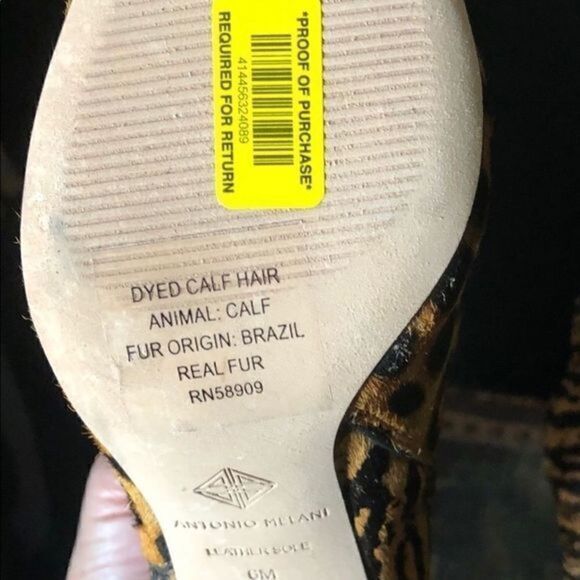 *PROOF OF PURCHASE*
414456324089
REQUIRED FOR RETURN
DYED CALF HAIR
ANIMAL: CALF
FUR ORIGIN: BRAZIL
REAL FUR
RN58909
ANTONIO MELANI
LEATHER SOLE
6M